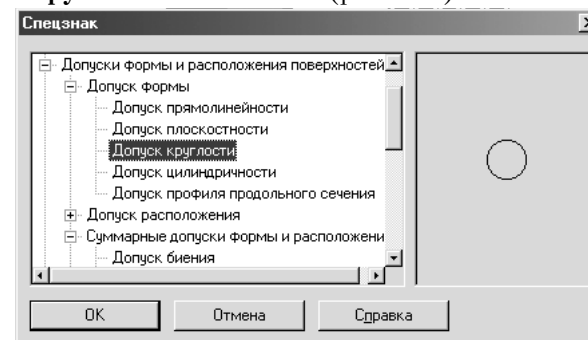 Спецзнак
Допуски формы и расположения поверхностей
Допуск формы
Допуск прямолинейности
Допуск плоскостности
Допуск круглости
Допуск цилиндричности
Допуск профиля продольного сечения
Допуск расположения
Суммарные допуски формы и расположени
Допуск биения
OK
Отмена
Справка